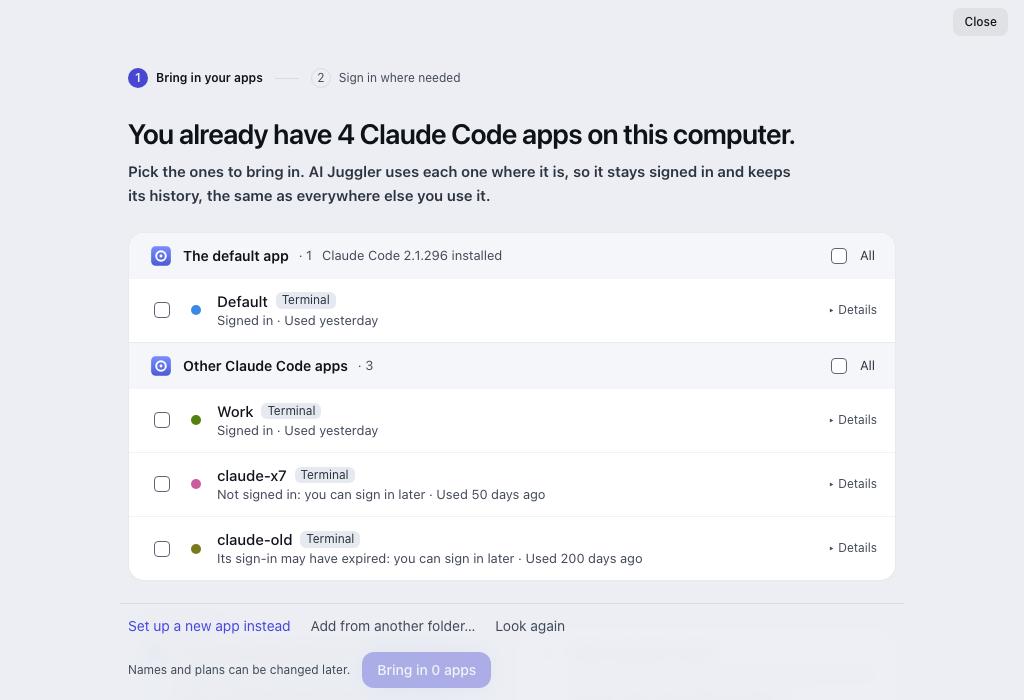 Close
1 Bring in your apps 2 Sign in where needed
You already have 4 Claude Code apps on this computer.
Pick the ones to bring in. AI Juggler uses each one where it is, so it stays signed in and keeps
its history, the same as everywhere else you use it.
The default app · 1 Claude Code 2.1.296 installed All
Default Terminal
Signed in · Used yesterday
Details
Other Claude Code apps · 3 All
Work Terminal
Signed in · Used yesterday
Details
claude-x7 Terminal
Not signed in: you can sign in later · Used 50 days ago
Details
claude-old Terminal
Its sign-in may have expired: you can sign in later · Used 200 days ago
Details
Set up a new app instead Add from another folder... Look again
Names and plans can be changed later. Bring in 0 apps